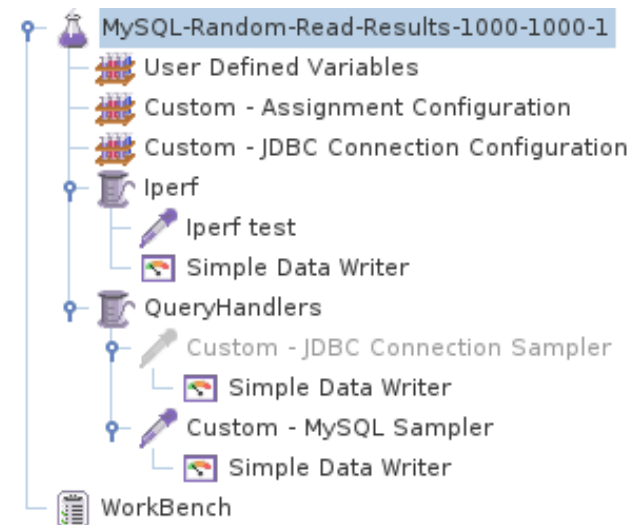 MySQL-Random-Read-Results-1000-1000-1
User Defined Variables
Custom - Assignment Configuration
Custom - JDBC Connection Configuration
Iperf
Iperf test
Simple Data Writer
QueryHandlers
Custom - JDBC Connection Sampler
Simple Data Writer
Custom - MySQL Sampler
Simple Data Writer
WorkBench